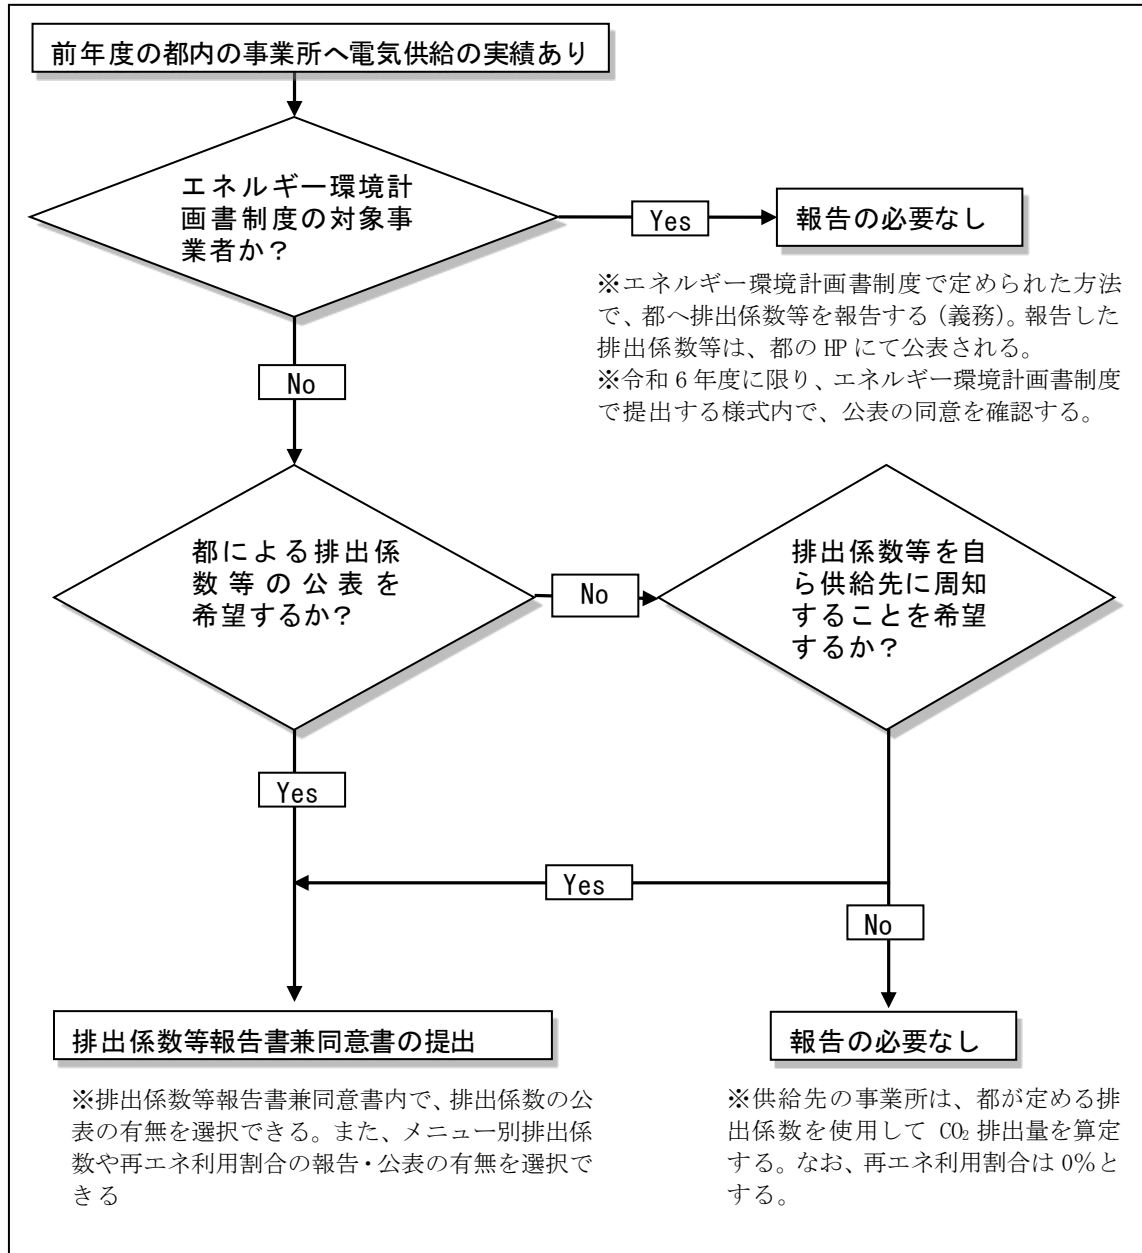 前年度の都内の事業所へ電気供給の実績あり
エネルギー環境計
画書制度の対象事
業者か？
Yes
報告の必要なし
※エネルギー環境計画書制度で定められた方法
で、都へ排出係数等を報告する（義務）。報告した
排出係数等は、都の HP にて公表される。
※令和 6 年度に限り、エネルギー環境計画書制度
で提出する様式内で、公表の同意を確認する。
No
都による排出係
数等の公表を
希望するか？
No
排出係数等を自
ら供給先に周知
することを希望
するか？
Yes
Yes
No
排出係数等報告書兼同意書の提出
※排出係数等報告書兼同意書内で、排出係数の公
表の有無を選択できる。また、メニュー別排出係
数や再エネ利用割合の報告・公表の有無を選択で
きる
報告の必要なし
※供給先の事業所は、都が定める排
出係数を使用して CO₂ 排出量を算定
する。なお、再エネ利用割合は 0％と
する。